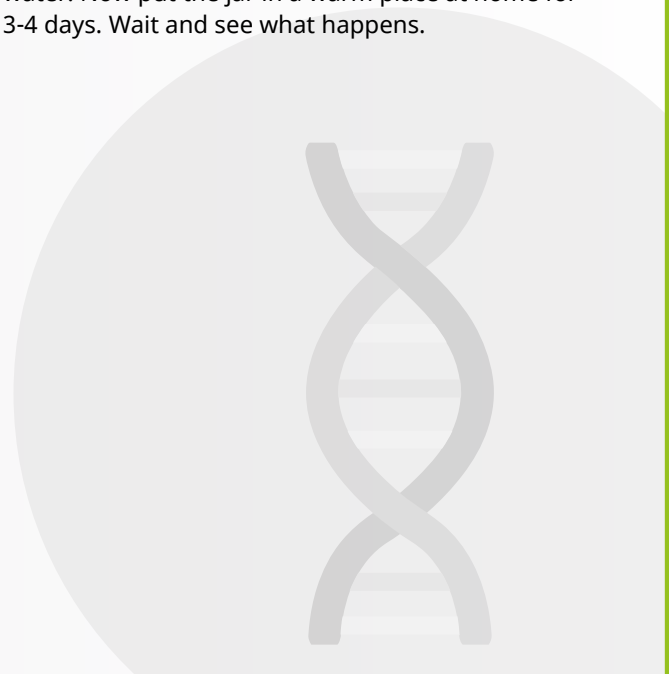 water. Now put the jar in a warm place at home for
3-4 days. Wait and see what happens.